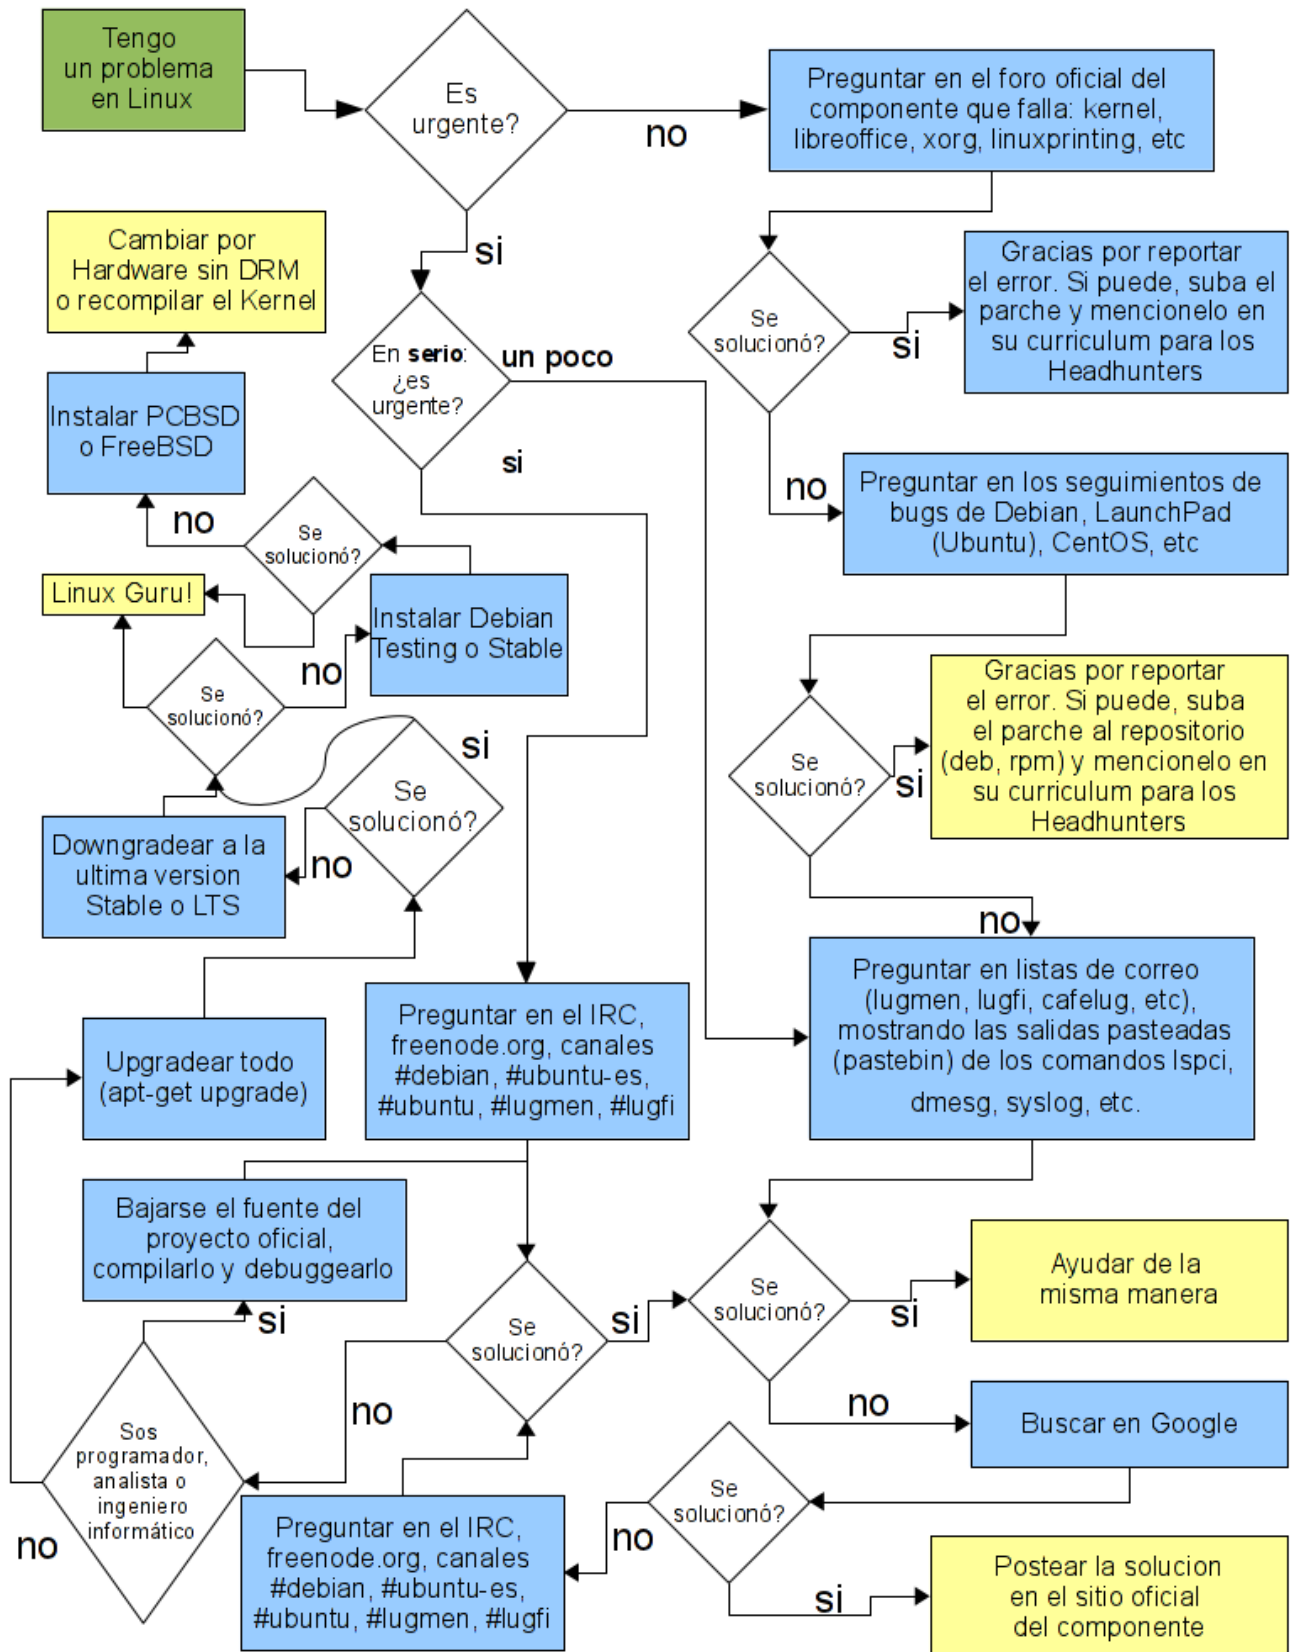 Tengo
un problema
en Linux
Es
urgente?
no
Preguntar en el foro oficial del
componente que falla: kernel,
libreoffice, xorg, linuxprinting, etc
si
Cambiar por
Hardware sin DRM
o recompilar el Kernel
Gracias por reportar
el error. Si puede, suba el
parche y mencionelo en
su curriculum para los
Headhunters
Se
solucionó?
si
En serio:
¿es
urgente?
un poco
si
Instalar PCBSD
o FreeBSD
no
Preguntar en los seguimientos de
bugs de Debian, LaunchPad
(Ubuntu), CentOS, etc
no
Se
solucionó?
Linux Guru!
Instalar Debian
Testing o Stable
no
Se
solucionó?
Gracias por reportar
el error. Si puede, suba
el parche al repositorio
(deb, rpm) y mencionelo en
su curriculum para los
Headhunters
Se
solucionó?
si
si
Se
solucionó?
no
Downgradear a la
ultima version
Stable o LTS
no
Preguntar en listas de correo
(lugmen, lugfi, cafelug, etc),
mostrando las salidas pasteadas
(pastebin) de los comandos lspci,
dmesg, syslog, etc.
Preguntar en el IRC,
freenode.org, canales
#debian, #ubuntu-es,
#ubuntu, #lugmen, #lugfi
Upgradear todo
(apt-get upgrade)
Bajarse el fuente del
proyecto oficial,
compilarlo y debuggearlo
si
Se
solucionó?
si
Se
solucionó?
si
Ayudar de la
misma manera
no
no
Buscar en Google
Sos
programador,
analista o
ingeniero
informático
no
Se
solucionó?
no
Preguntar en el IRC,
freenode.org, canales
#debian, #ubuntu-es,
#ubuntu, #lugmen, #lugfi
si
Postear la solucion
en el sitio oficial
del componente